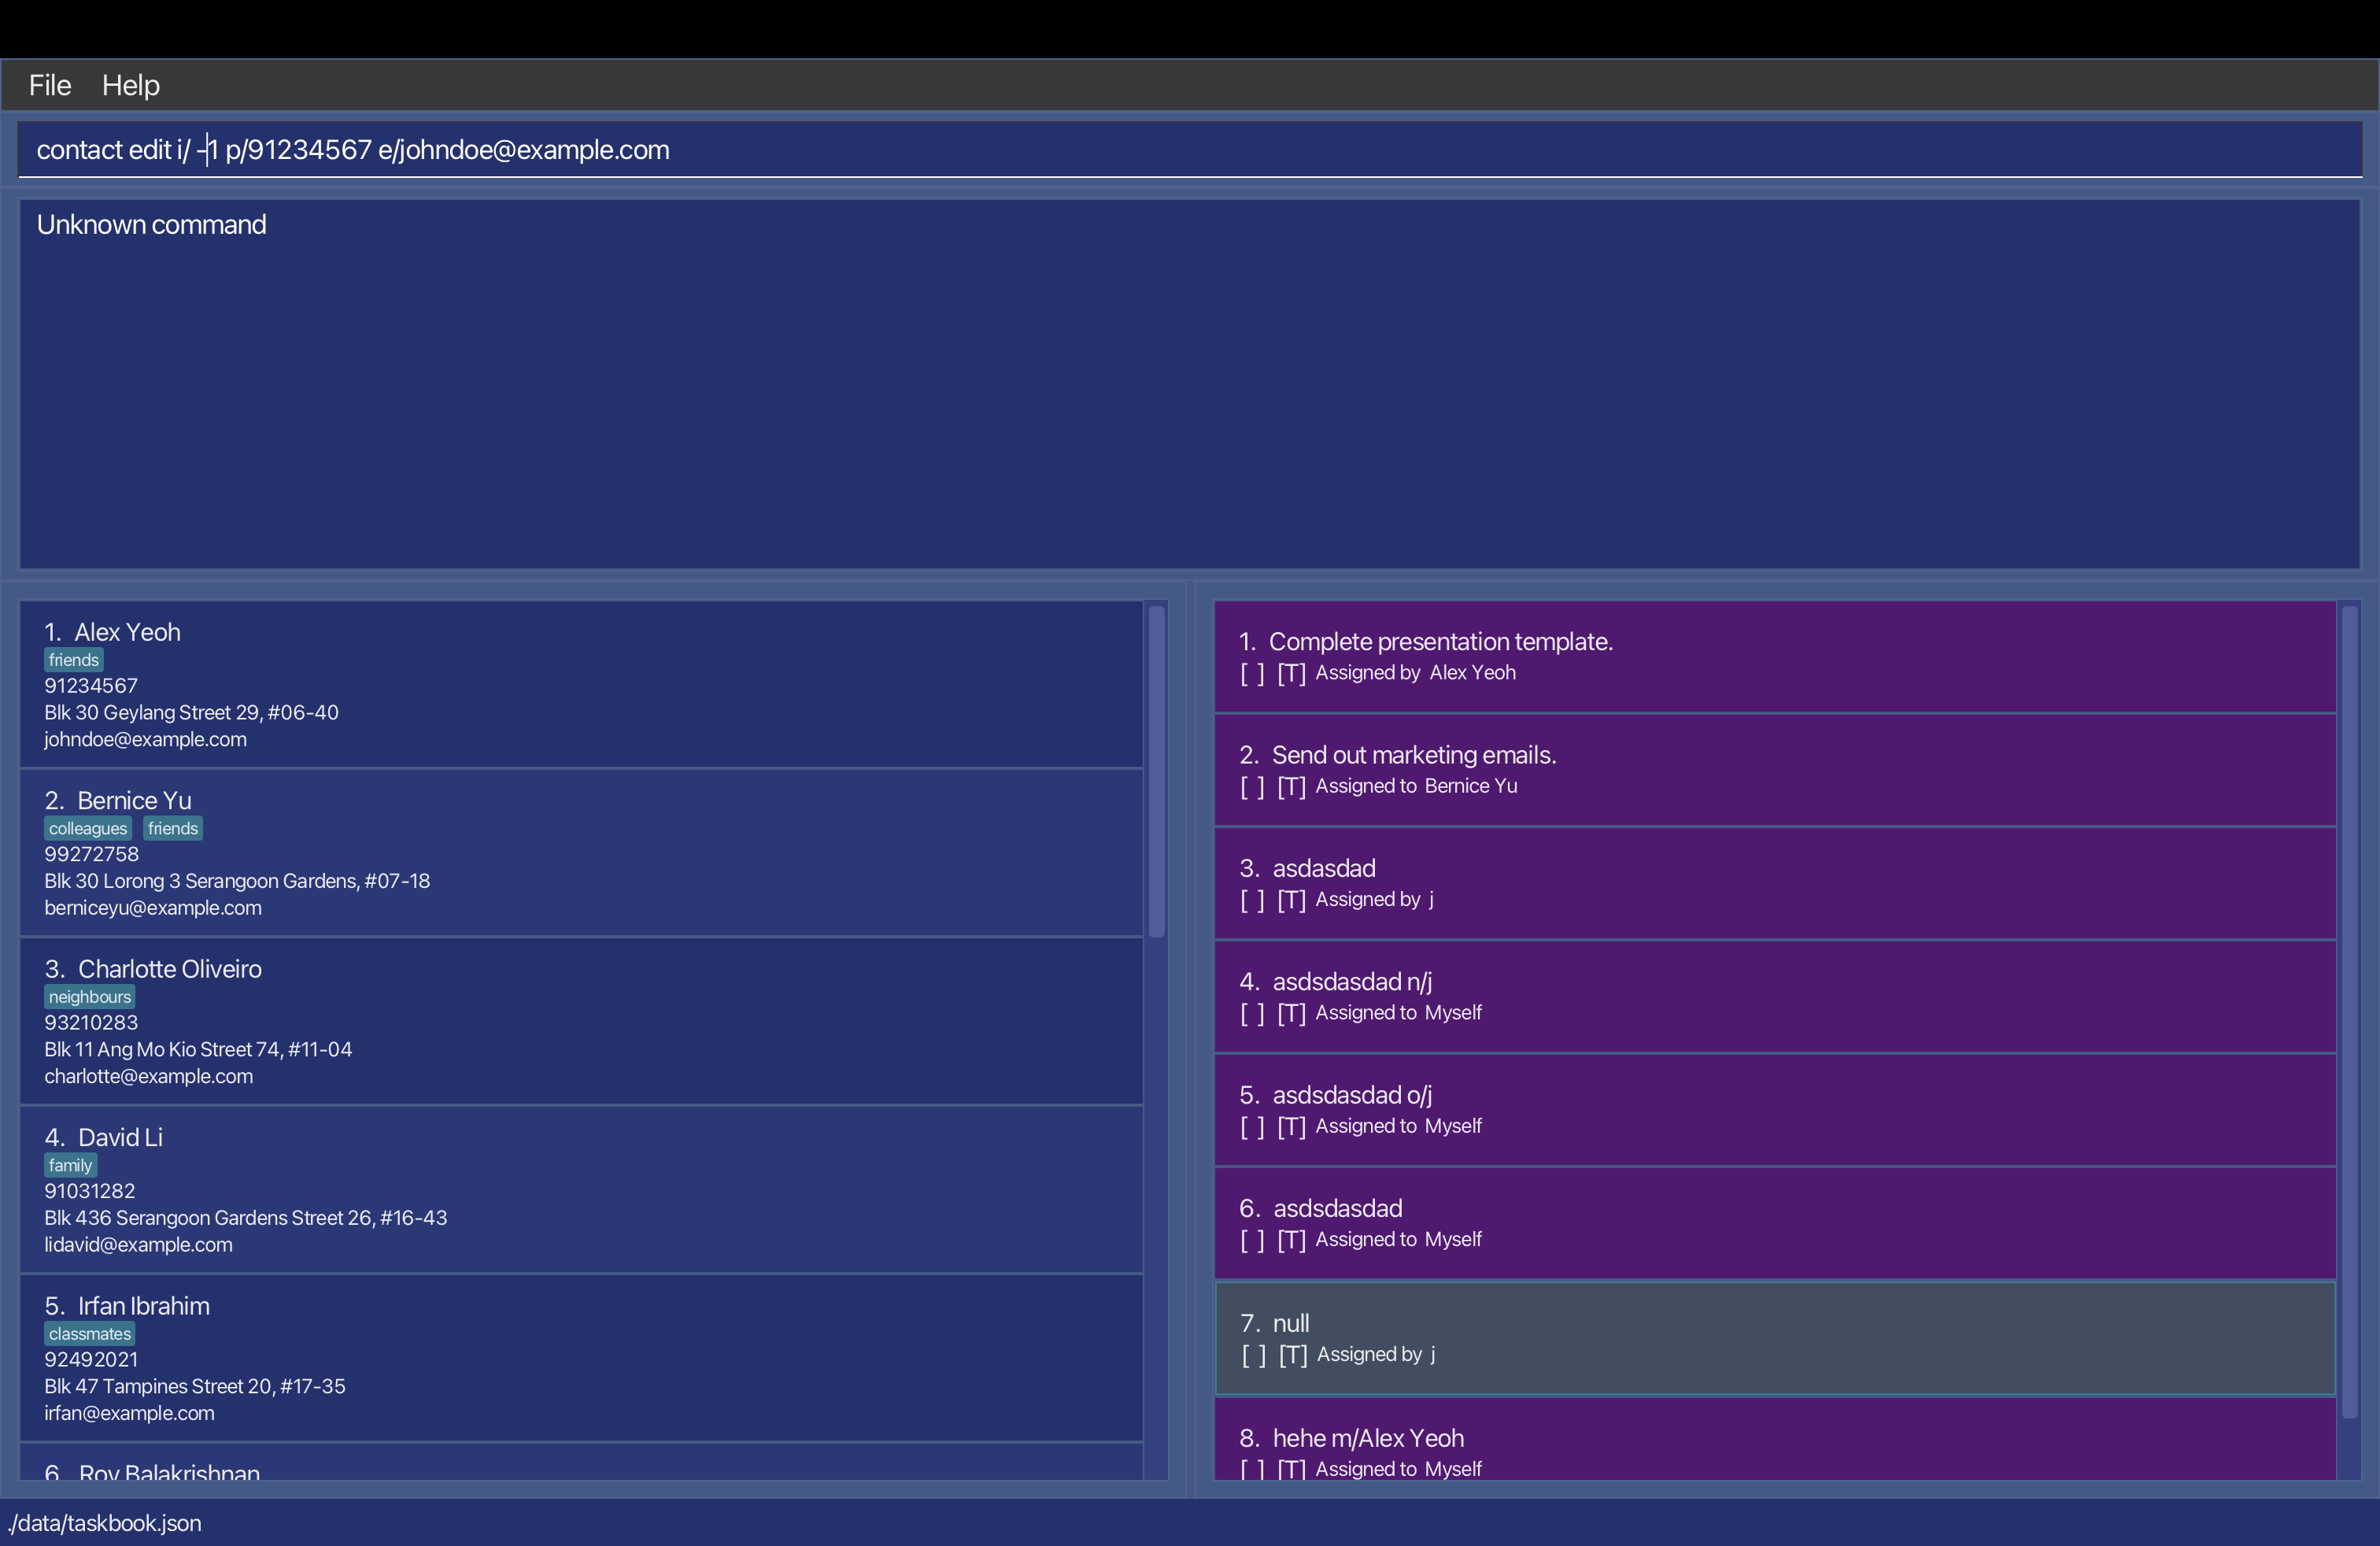 File Help
contact edit i/ -1 p/91234567 e/johndoe@example.com
Unknown command
1. Alex Yeoh
friends
91234567
Blk 30 Geylang Street 29, #06-40
johndoe@example.com
2. Bernice Yu
colleagues friends
99272758
Blk 30 Lorong 3 Serangoon Gardens, #07-18
berniceyu@example.com
3. Charlotte Oliveiro
neighbours
93210283
Blk 11 Ang Mo Kio Street 74, #11-04
charlotte@example.com
4. David Li
family
91031282
Blk 436 Serangoon Gardens Street 26, #16-43
lidavid@example.com
5. Irfan Ibrahim
classmates
92492021
Blk 47 Tampines Street 20, #17-35
irfan@example.com
6. Roy Balakrishnan
1. Complete presentation template.
[ ] [T] Assigned by Alex Yeoh
2. Send out marketing emails.
[ ] [T] Assigned to Bernice Yu
3. asdasdad
[ ] [T] Assigned by j
4. asdsdasdad n/j
[ ] [T] Assigned to Myself
5. asdsdasdad o/j
[ ] [T] Assigned to Myself
6. asdsdasdad
[ ] [T] Assigned to Myself
7. null
[ ] [T] Assigned by j
8. hehe m/Alex Yeoh
[ ] [T] Assigned to Myself
./data/taskbook.json